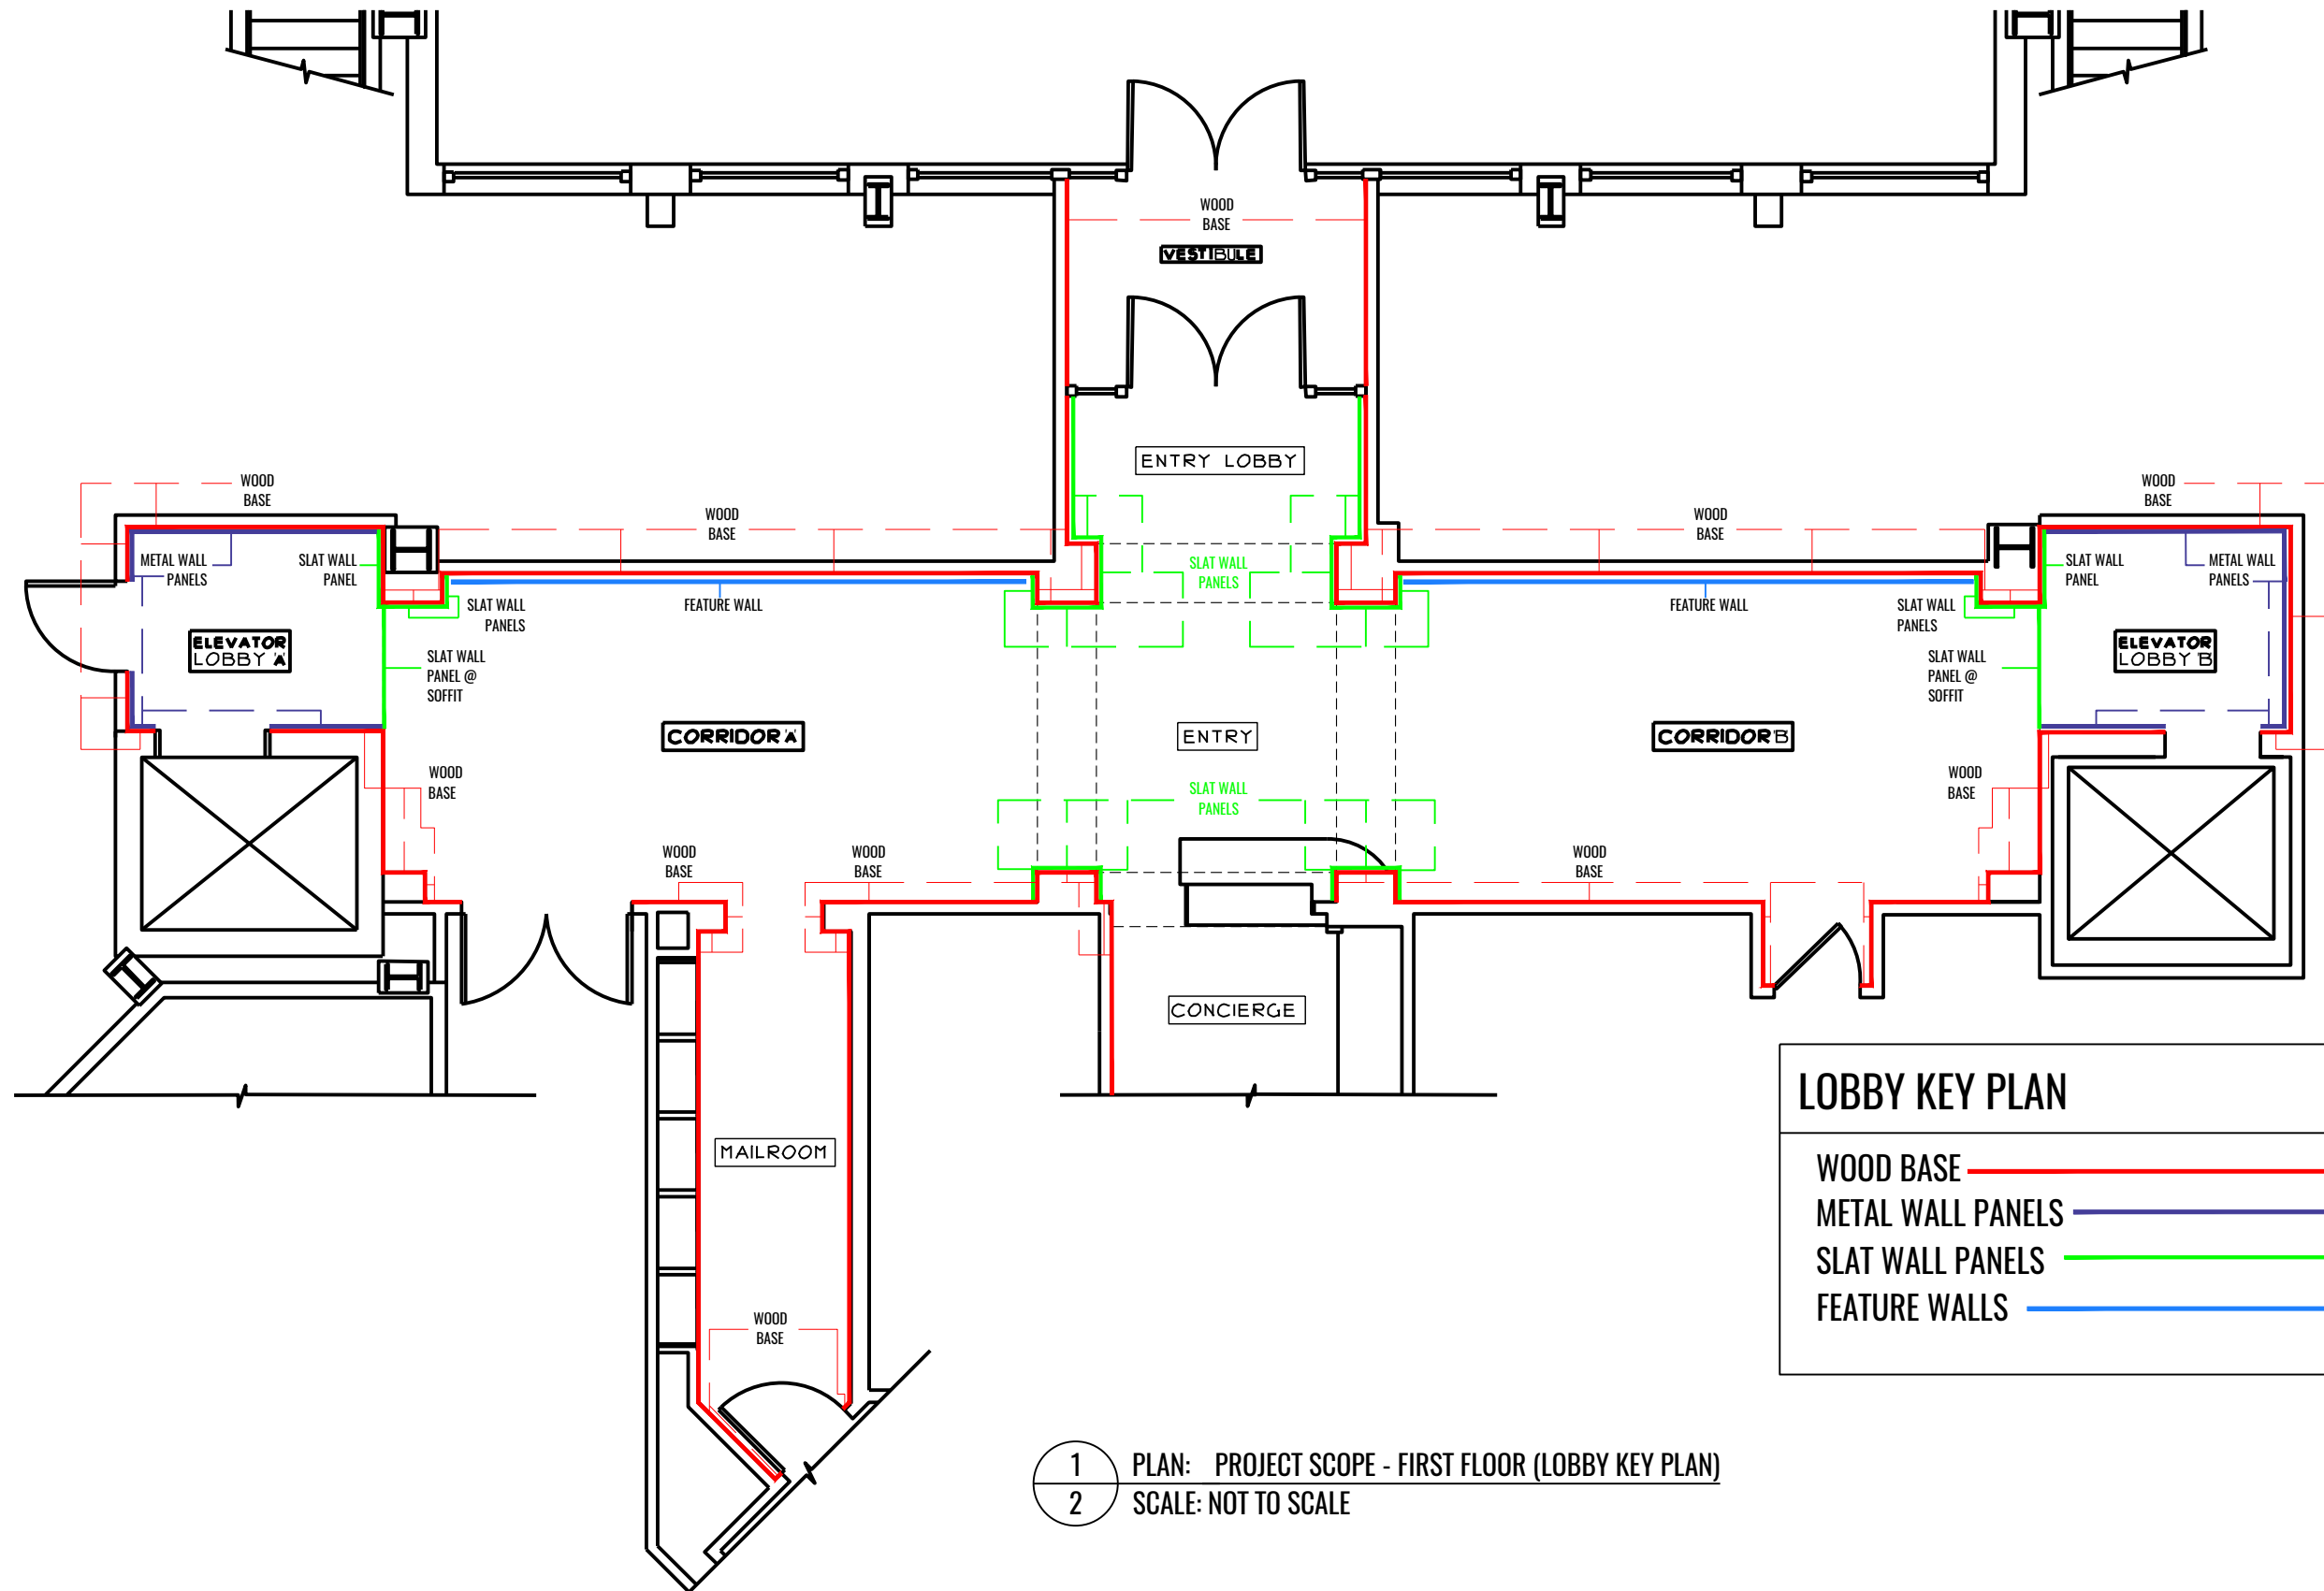 WOOD
BASE
VESTIBULE
ENTRY LOBBY
WOOD
BASE
WOOD
BASE
WOOD
BASE
WOOD
BASE
METAL WALL
PANELS
SLAT WALL
PANEL
SLAT WALL
PANELS
FEATURE WALL
SLAT WALL
PANELS
FEATURE WALL
SLAT WALL
PANELS
SLAT WALL
PANEL
METAL WALL
PANELS
ELEVATOR
LOBBY 'A'
SLAT WALL
PANEL @
SOFFIT
SLAT WALL
PANEL @
SOFFIT
ELEVATOR
LOBBY 'B'
CORRIDOR 'A'
ENTRY
CORRIDOR 'B'
WOOD
BASE
SLAT WALL
PANELS
WOOD
BASE
WOOD
BASE
WOOD
BASE
WOOD
BASE
CONCIERGE
MAILROOM
WOOD
BASE
LOBBY KEY PLAN
WOOD BASE
METAL WALL PANELS
SLAT WALL PANELS
FEATURE WALLS
1
2
PLAN: PROJECT SCOPE - FIRST FLOOR (LOBBY KEY PLAN)
SCALE: NOT TO SCALE